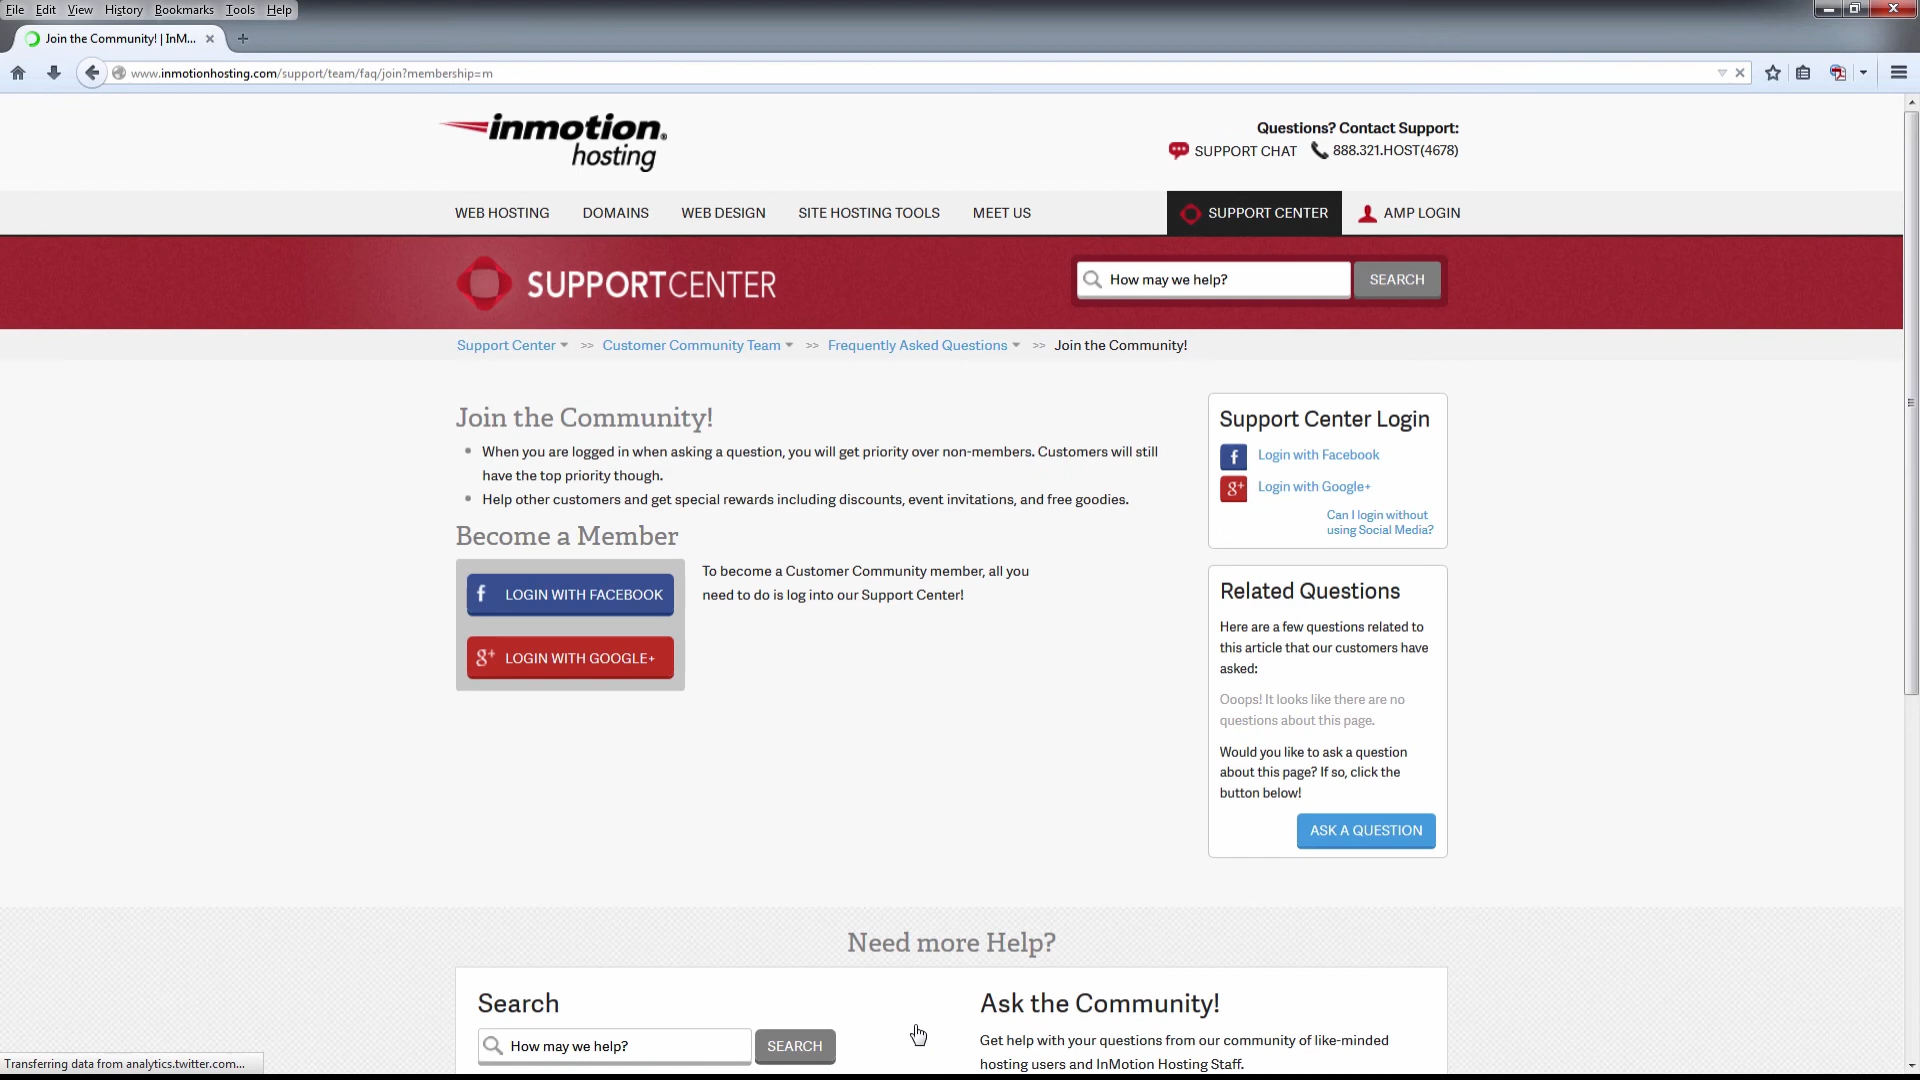 File Edit View History Bookmarks Tools Help
Join the Community! | InM...
www.inmotionhosting.com/support/team/faq/join?membership=m
inmotion
hosting
Questions? Contact Support:
SUPPORT CHAT 888.321.HOST(4678)
WEB HOSTING DOMAINS WEB DESIGN SITE HOSTING TOOLS MEET US SUPPORT CENTER AMP LOGIN
SUPPORTCENTER
How may we help? SEARCH
Support Center >> Customer Community Team >> Frequently Asked Questions >> Join the Community!
Join the Community!
When you are logged in when asking a question, you will get priority over non-members. Customers will still
have the top priority though.
Help other customers and get special rewards including discounts, event invitations, and free goodies.
Become a Member
f LOGIN WITH FACEBOOK
g+ LOGIN WITH GOOGLE+
To become a Customer Community member, all you
need to do is log into our Support Center!
Support Center Login
f Login with Facebook
g+ Login with Google+
Can I login without
using Social Media?
Related Questions
Here are a few questions related to
this article that our customers have
asked:
Ooops! It looks like there are no
questions about this page.
Would you like to ask a question
about this page? If so, click the
button below!
ASK A QUESTION
Need more Help?
Search
How may we help? SEARCH
Ask the Community!
Get help with your questions from our community of like-minded
hosting users and InMotion Hosting Staff.
Transferring data from analytics.twitter.com...